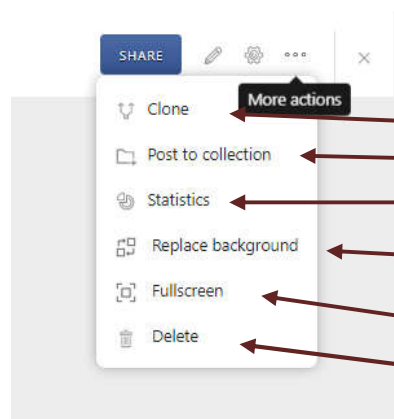 SHARE
More actions
Clone
Post to collection
Statistics
Replace background
Fullscreen
Delete